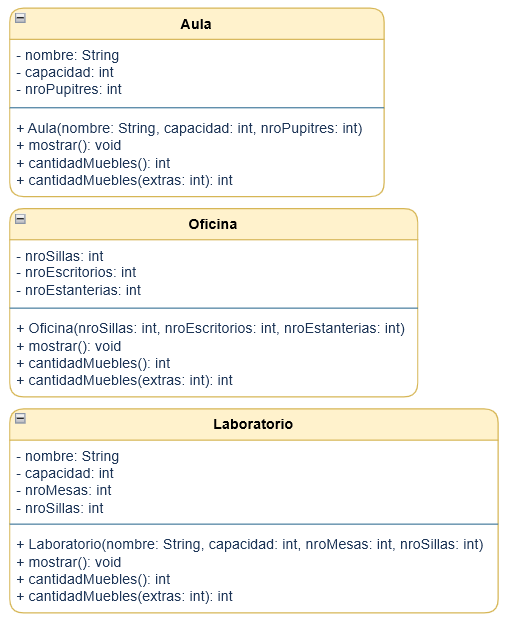 Aula
- nombre: String
- capacidad: int
- nroPupitres: int
+ Aula(nombre: String, capacidad: int, nroPupitres: int)
+ mostrar(): void
+ cantidadMuebles(): int
+ cantidadMuebles(extras: int): int
Oficina
- nroSillas: int
- nroEscritorios: int
- nroEstanterias: int
+ Oficina(nroSillas: int, nroEscritorios: int, nroEstanterias: int)
+ mostrar(): void
+ cantidadMuebles(): int
+ cantidadMuebles(extras: int): int
Laboratorio
- nombre: String
- capacidad: int
- nroMesas: int
- nroSillas: int
+ Laboratorio(nombre: String, capacidad: int, nroMesas: int, nroSillas: int)
+ mostrar(): void
+ cantidadMuebles(): int
+ cantidadMuebles(extras: int): int